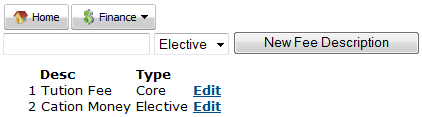 Home Finance
Elective New Fee Description
Desc Type
1 Tution Fee Core Edit
2 Cation Money Elective Edit